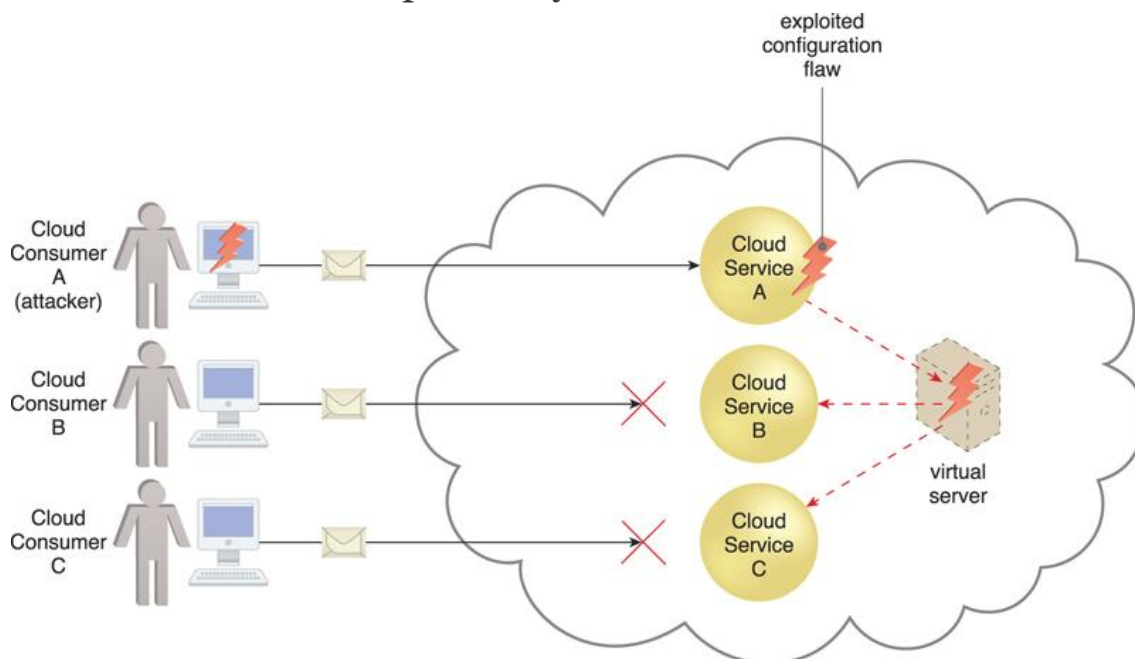 exploited
configuration
flaw
Cloud
Consumer
A
(attacker)
Cloud
Service
A
Cloud
Consumer
B
Cloud
Service
B
virtual
server
Cloud
Consumer
C
Cloud
Service
C